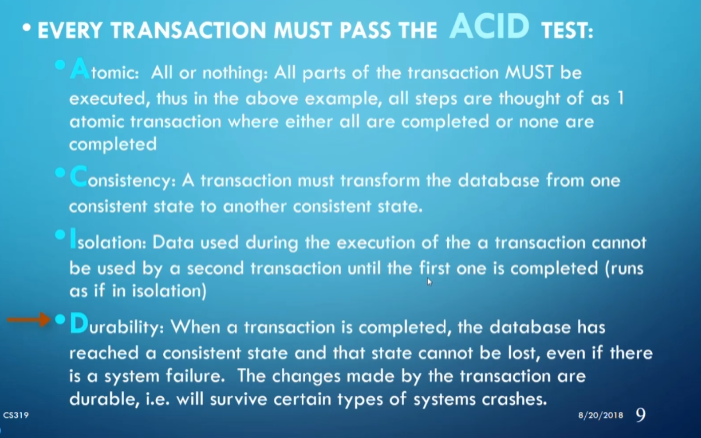 • EVERY TRANSACTION MUST PASS THE ACID TEST:
• Atomic: All or nothing: All parts of the transaction MUST be
executed, thus in the above example, all steps are thought of as 1
atomic transaction where either all are completed or none are
completed
• Consistency: A transaction must transform the database from one
consistent state to another consistent state.
• Isolation: Data used during the execution of the a transaction cannot
be used by a second transaction until the first one is completed (runs
as if in isolation)
• Durability: When a transaction is completed, the database has
reached a consistent state and that state cannot be lost, even if there
is a system failure. The changes made by the transaction are
durable, i.e. will survive certain types of systems crashes.
CS319 8/20/2018 9